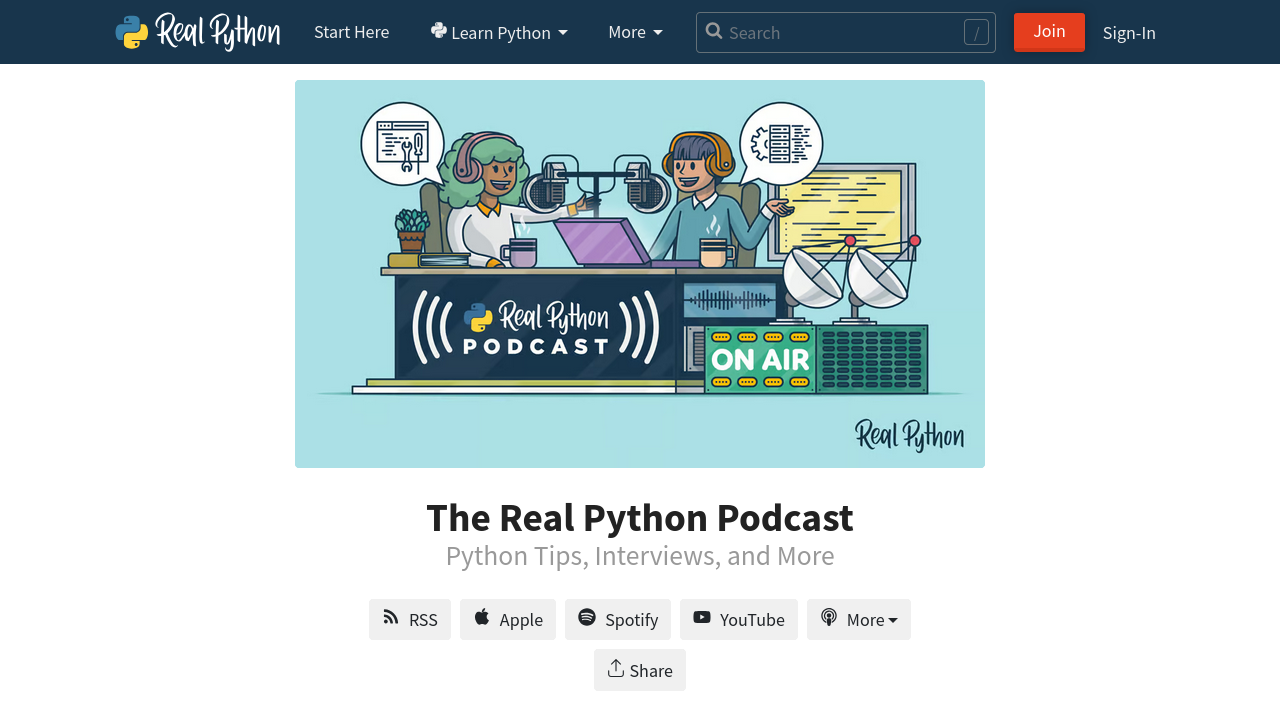 Real Python
Start Here
Learn Python
More
Search
/
Join
Sign-In
Real Python
PODCAST
ON AIR
Real Python
The Real Python Podcast
Python Tips, Interviews, and More
RSS
Apple
Spotify
YouTube
More
Share